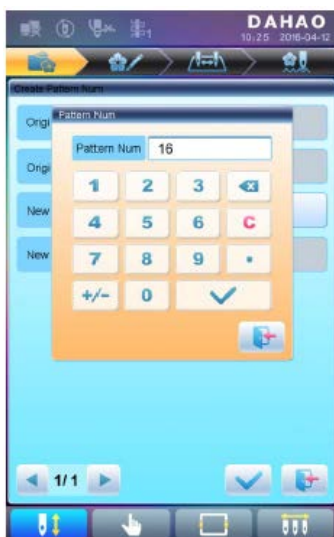 DAHAO
10:25 2016-04-12
Create Pattern Num
Origi
Pattern Num
Pattern Num 16
Origi
1 2 3
New
4 5 6 C
New
7 8 9 .
+/- 0
1/1